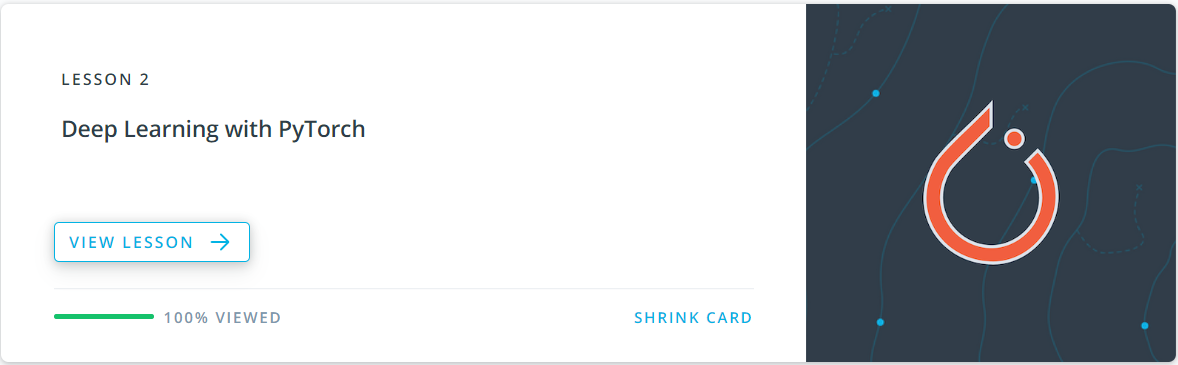 LESSON 2
Deep Learning with PyTorch
VIEW LESSON
100% VIEWED
SHRINK CARD